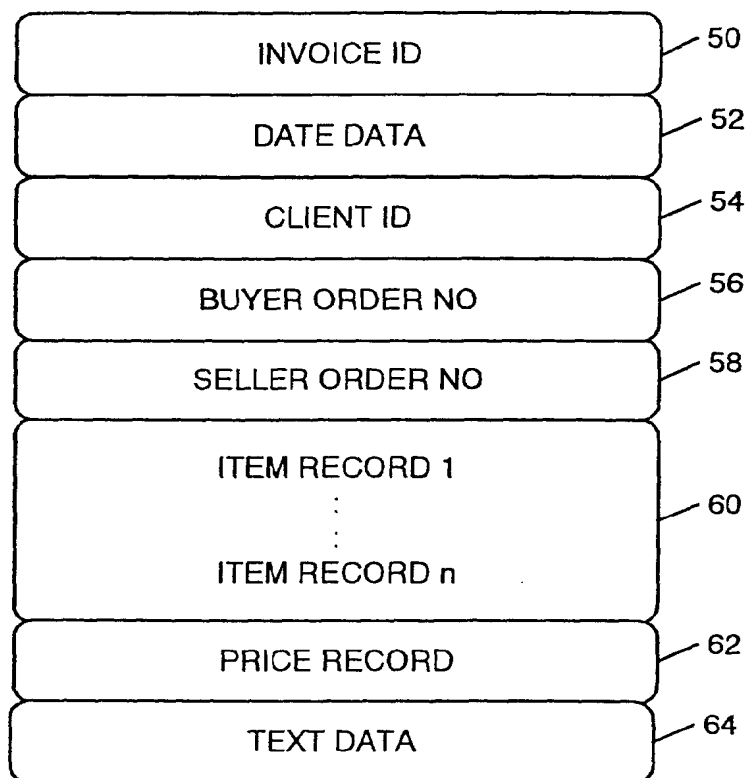 INVOICE ID 50
DATE DATA 52
CLIENT ID 54
BUYER ORDER NO 56
SELLER ORDER NO 58
ITEM RECORD 1
60
ITEM RECORD n
PRICE RECORD 62
TEXT DATA 64